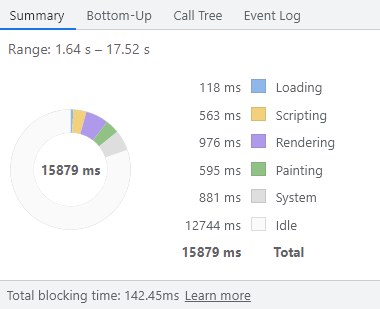 Summary Bottom-Up Call Tree Event Log
Range: 1.64 s – 17.52 s
118 ms Loading
563 ms Scripting
976 ms Rendering
15879 ms
595 ms Painting
881 ms System
12744 ms Idle
15879 ms Total
Total blocking time: 142.45ms Learn more